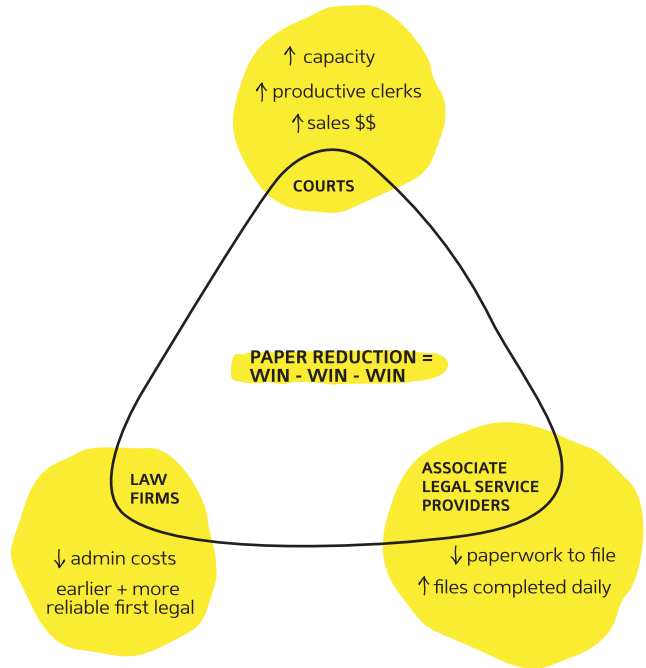 ↑ capacity
↑ productive clerks
↑ sales $$
COURTS
PAPER REDUCTION =
WIN - WIN - WIN
LAW
FIRMS
↓ admin costs
earlier + more
reliable first legal
ASSOCIATE
LEGAL SERVICE
PROVIDERS
↓ paperwork to file
↑ files completed daily